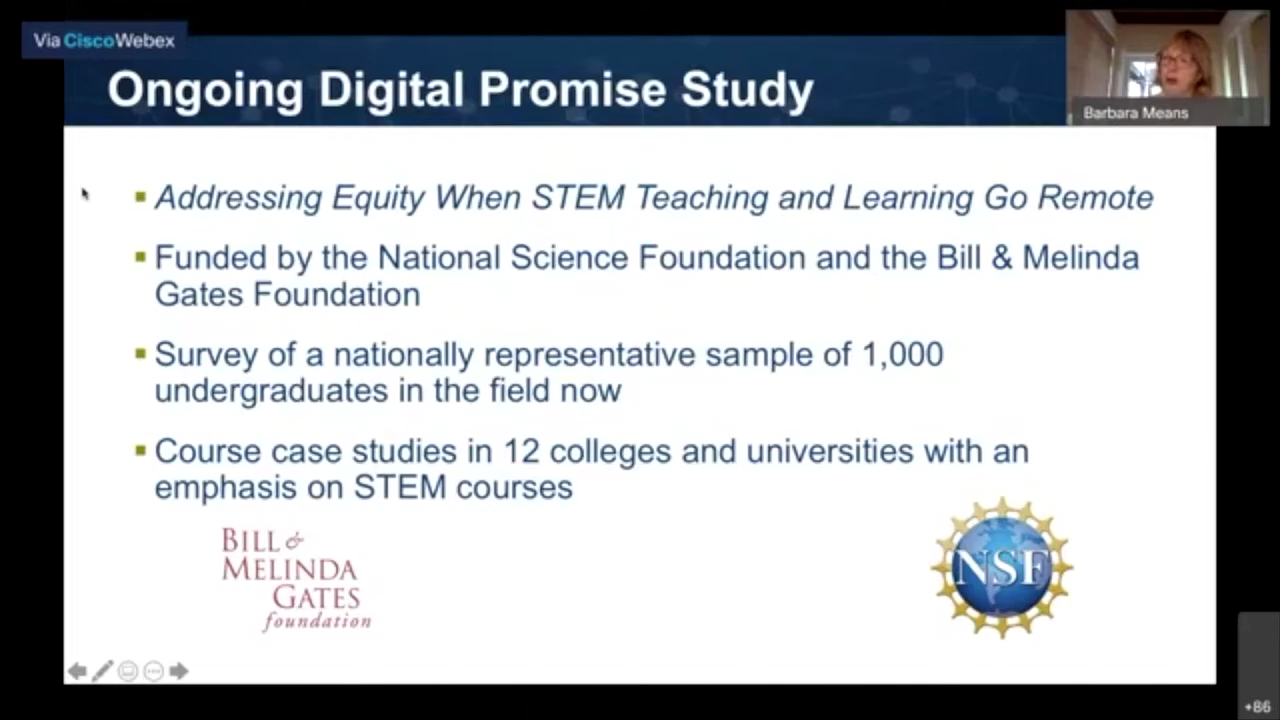 Via CiscoWebex
Ongoing Digital Promise Study
Barbara Means
Addressing Equity When STEM Teaching and Learning Go Remote
Funded by the National Science Foundation and the Bill & Melinda
Gates Foundation
Survey of a nationally representative sample of 1,000
undergraduates in the field now
Course case studies in 12 colleges and universities with an
emphasis on STEM courses
BILL &
MELINDA
GATES
foundation
NSF
+86